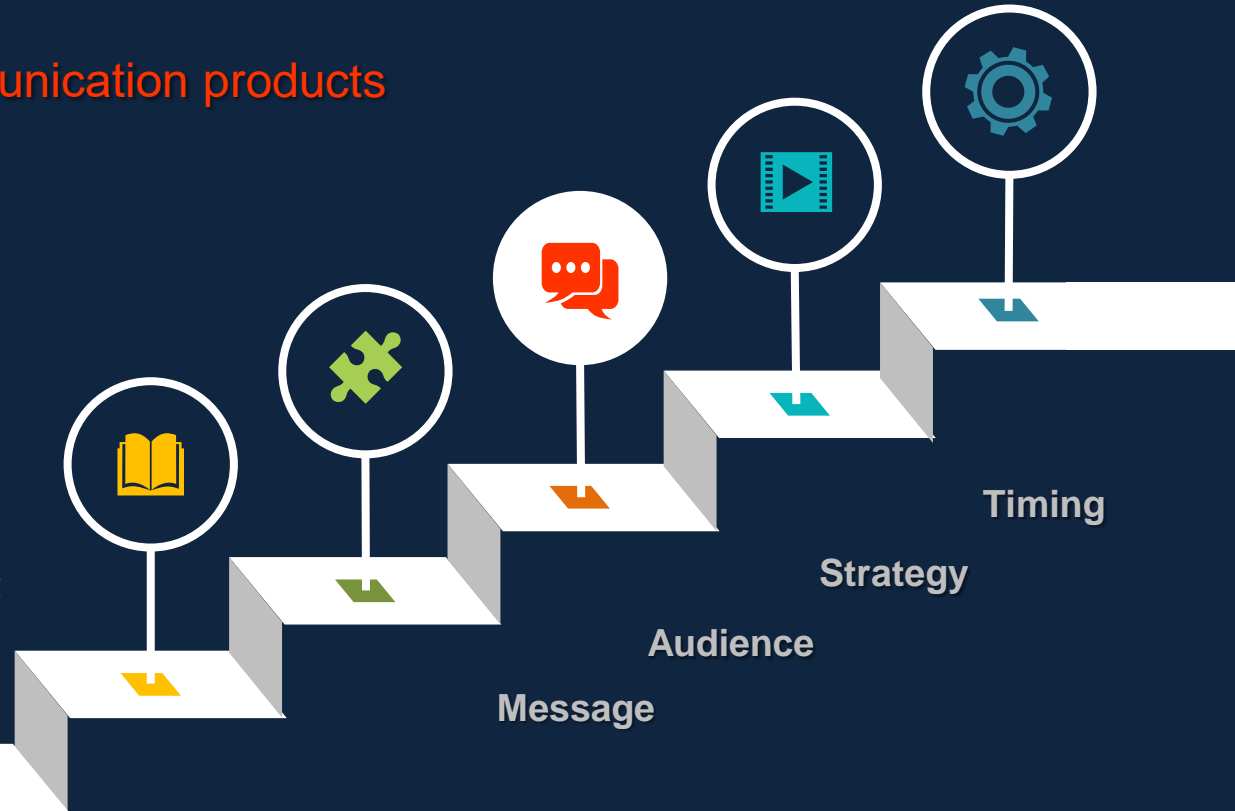 unication products
Timing
Strategy
Audience
Message